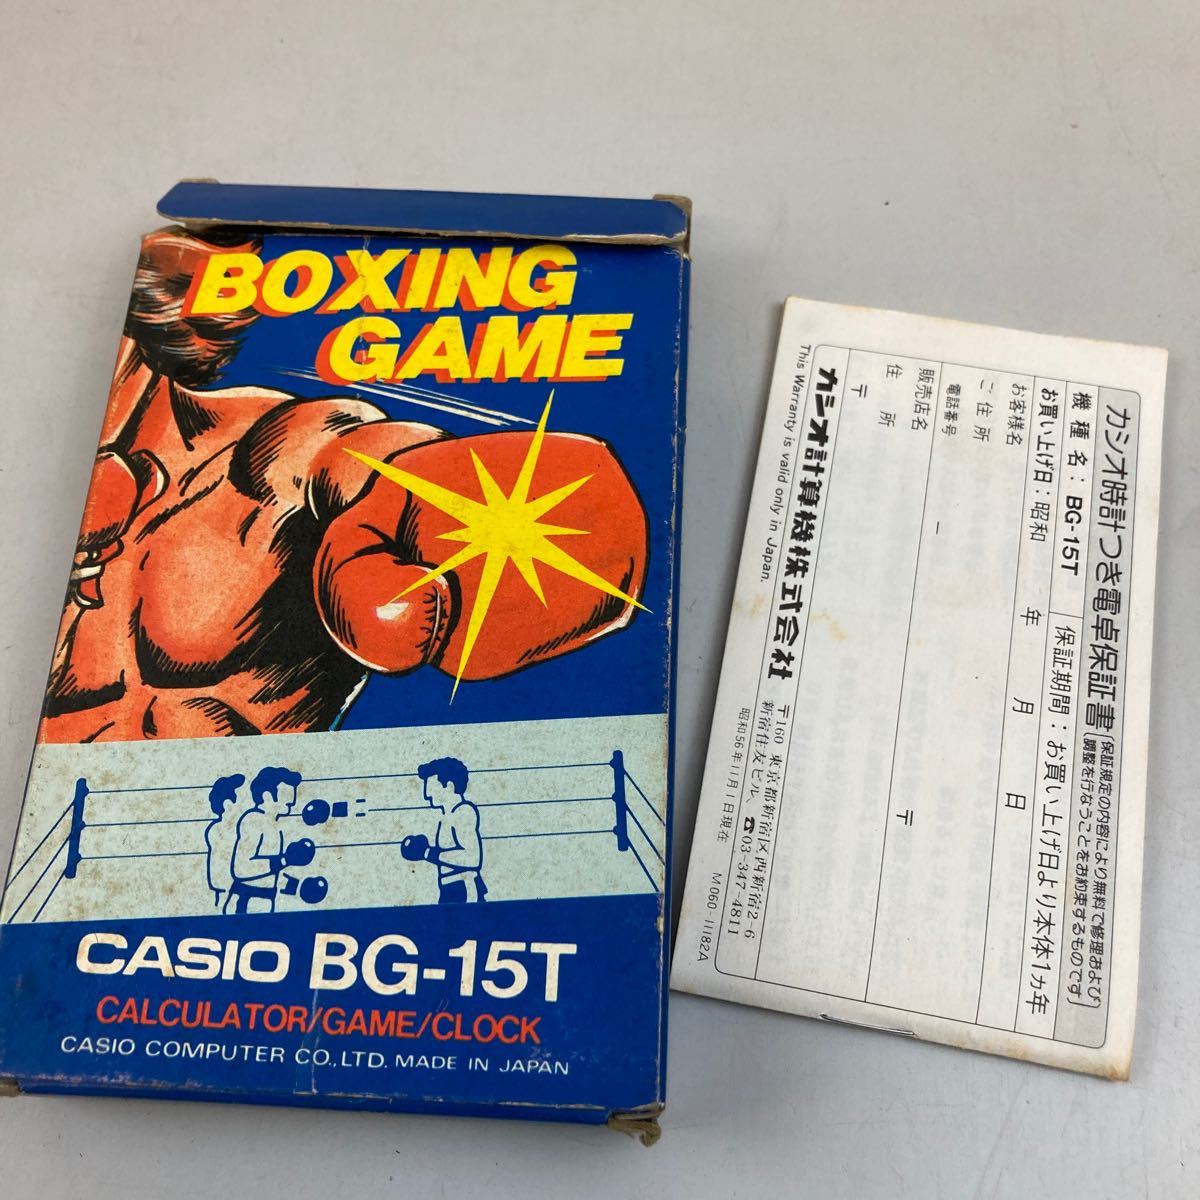 BOXING
GAME
CASIO BG-15T
CALCULATOR/GAME/CLOCK
CASIO COMPUTER CO.,LTD. MADE IN JAPAN
カシオ時計つき電卓保証書
(保証規定の内容により無料で修理および
調整を行なうことをお約束するものです)
機種名: BG-15T
保証期間: お買い上げ日より本体1ヵ年
お買い上げ日: 昭和 年 月 日
お客様名
ご住所 〒
電話番号 —
販売店名
住所
〒
カシオ計算機株式会社
〒160 東京都新宿区西新宿2-6
新宿住友ビル, ☎03-347-4811
This Warranty is valid only in Japan.
昭和56年11月1日現在
M060-11182A